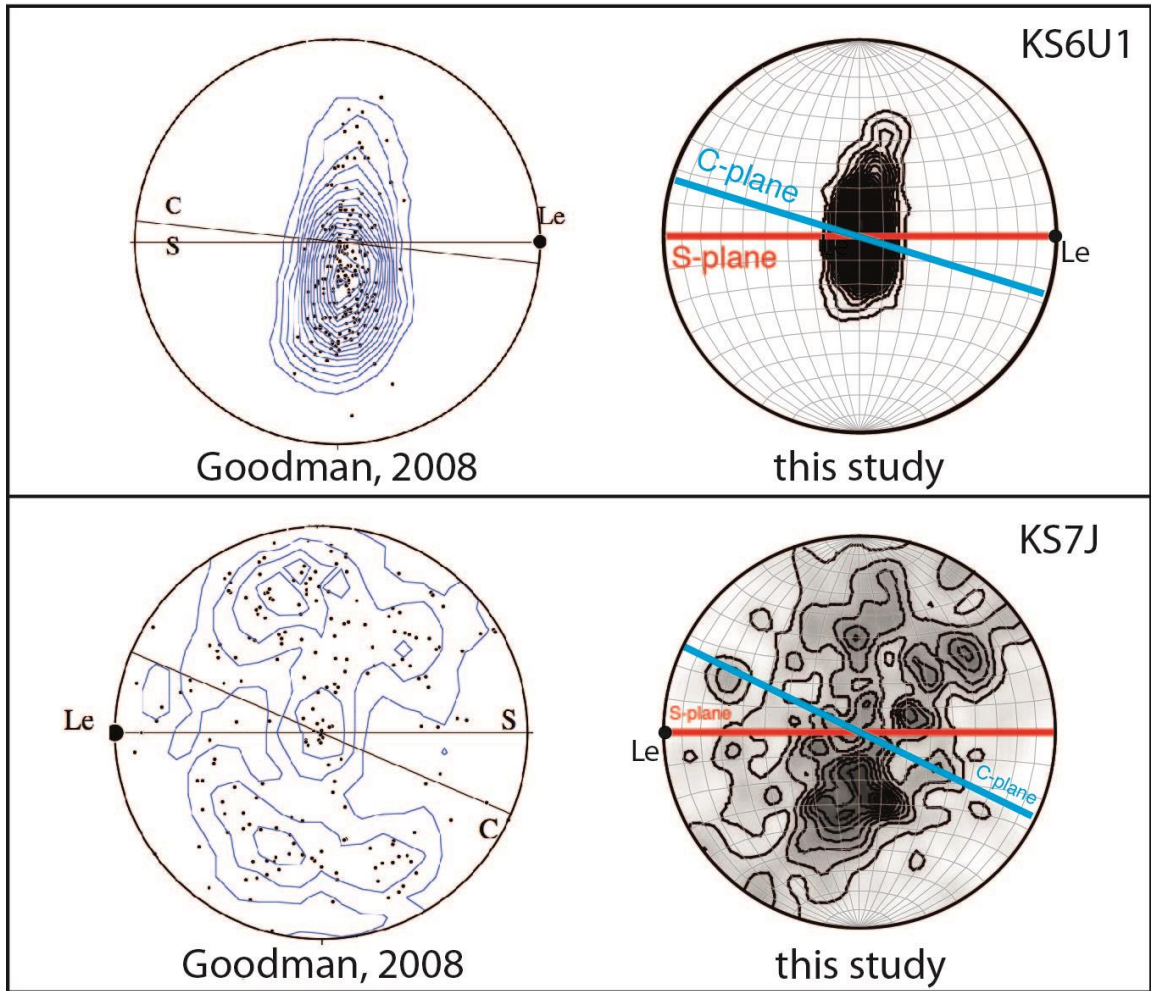 KS6U1
C
S
Le
C-plane
S-plane
Le
Goodman, 2008
this study
KS7J
Le
S
C
S-plane
Le
C-plane
Goodman, 2008
this study